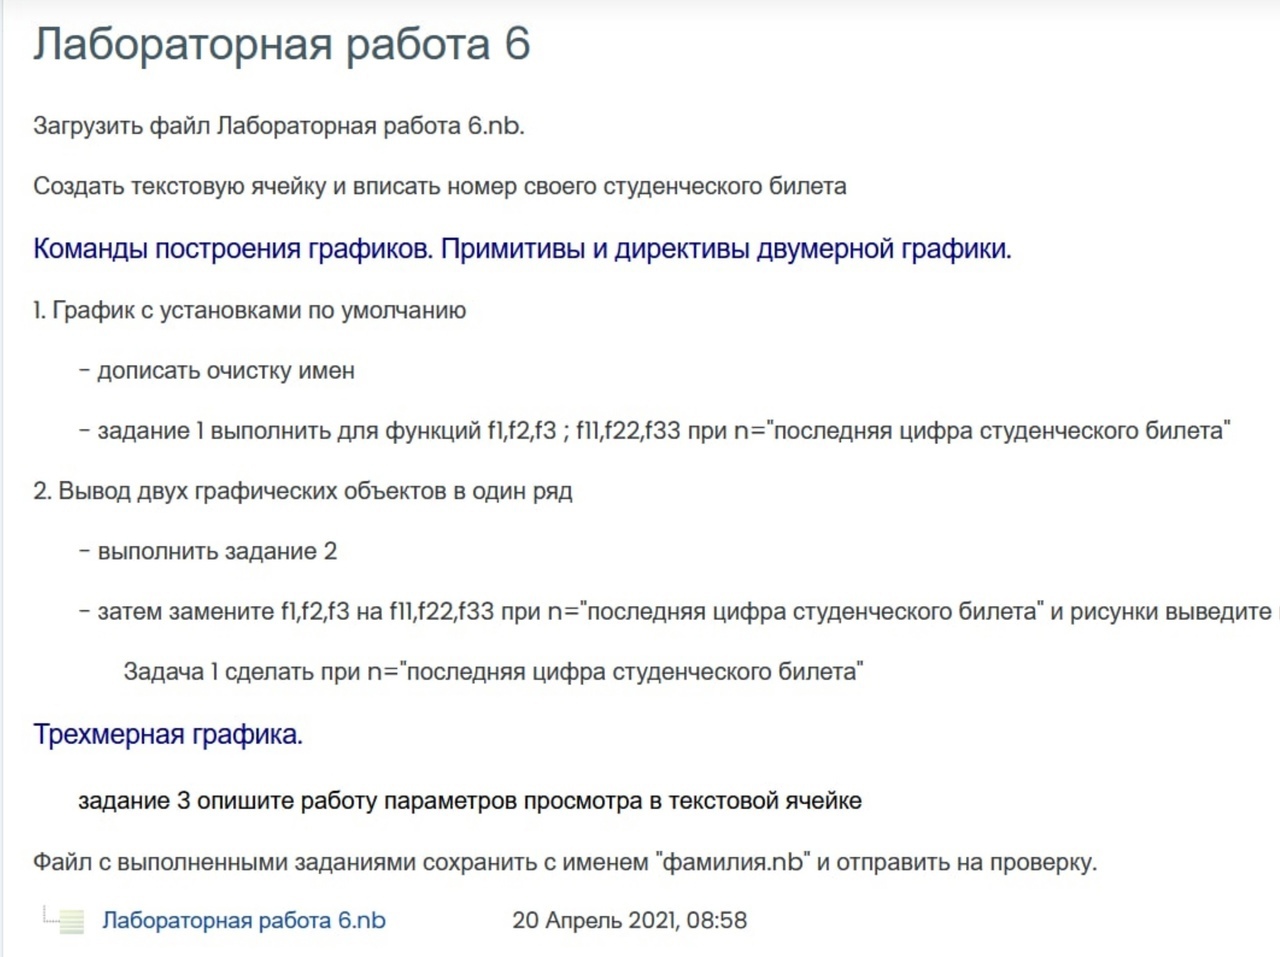 Лабораторная работа 6
Загрузить файл Лабораторная работа 6.nb.
Создать текстовую ячейку и вписать номер своего студенческого билета
Команды построения графиков. Примитивы и директивы двумерной графики.
1. График с установками по умолчанию
- дописать очистку имен
- задание 1 выполнить для функций f1,f2,f3 ; f11,f22,f33 при n="последняя цифра студенческого билета"
2. Вывод двух графических объектов в один ряд
- выполнить задание 2
- затем замените f1,f2,f3 на f11,f22,f33 при n="последняя цифра студенческого билета" и рисунки выведите
Задача 1 сделать при n="последняя цифра студенческого билета"
Трехмерная графика.
задание 3 опишите работу параметров просмотра в текстовой ячейке
Файл с выполненными заданиями сохранить с именем "фамилия.nb" и отправить на проверку.
Лабораторная работа 6.nb 20 Апрель 2021, 08:58